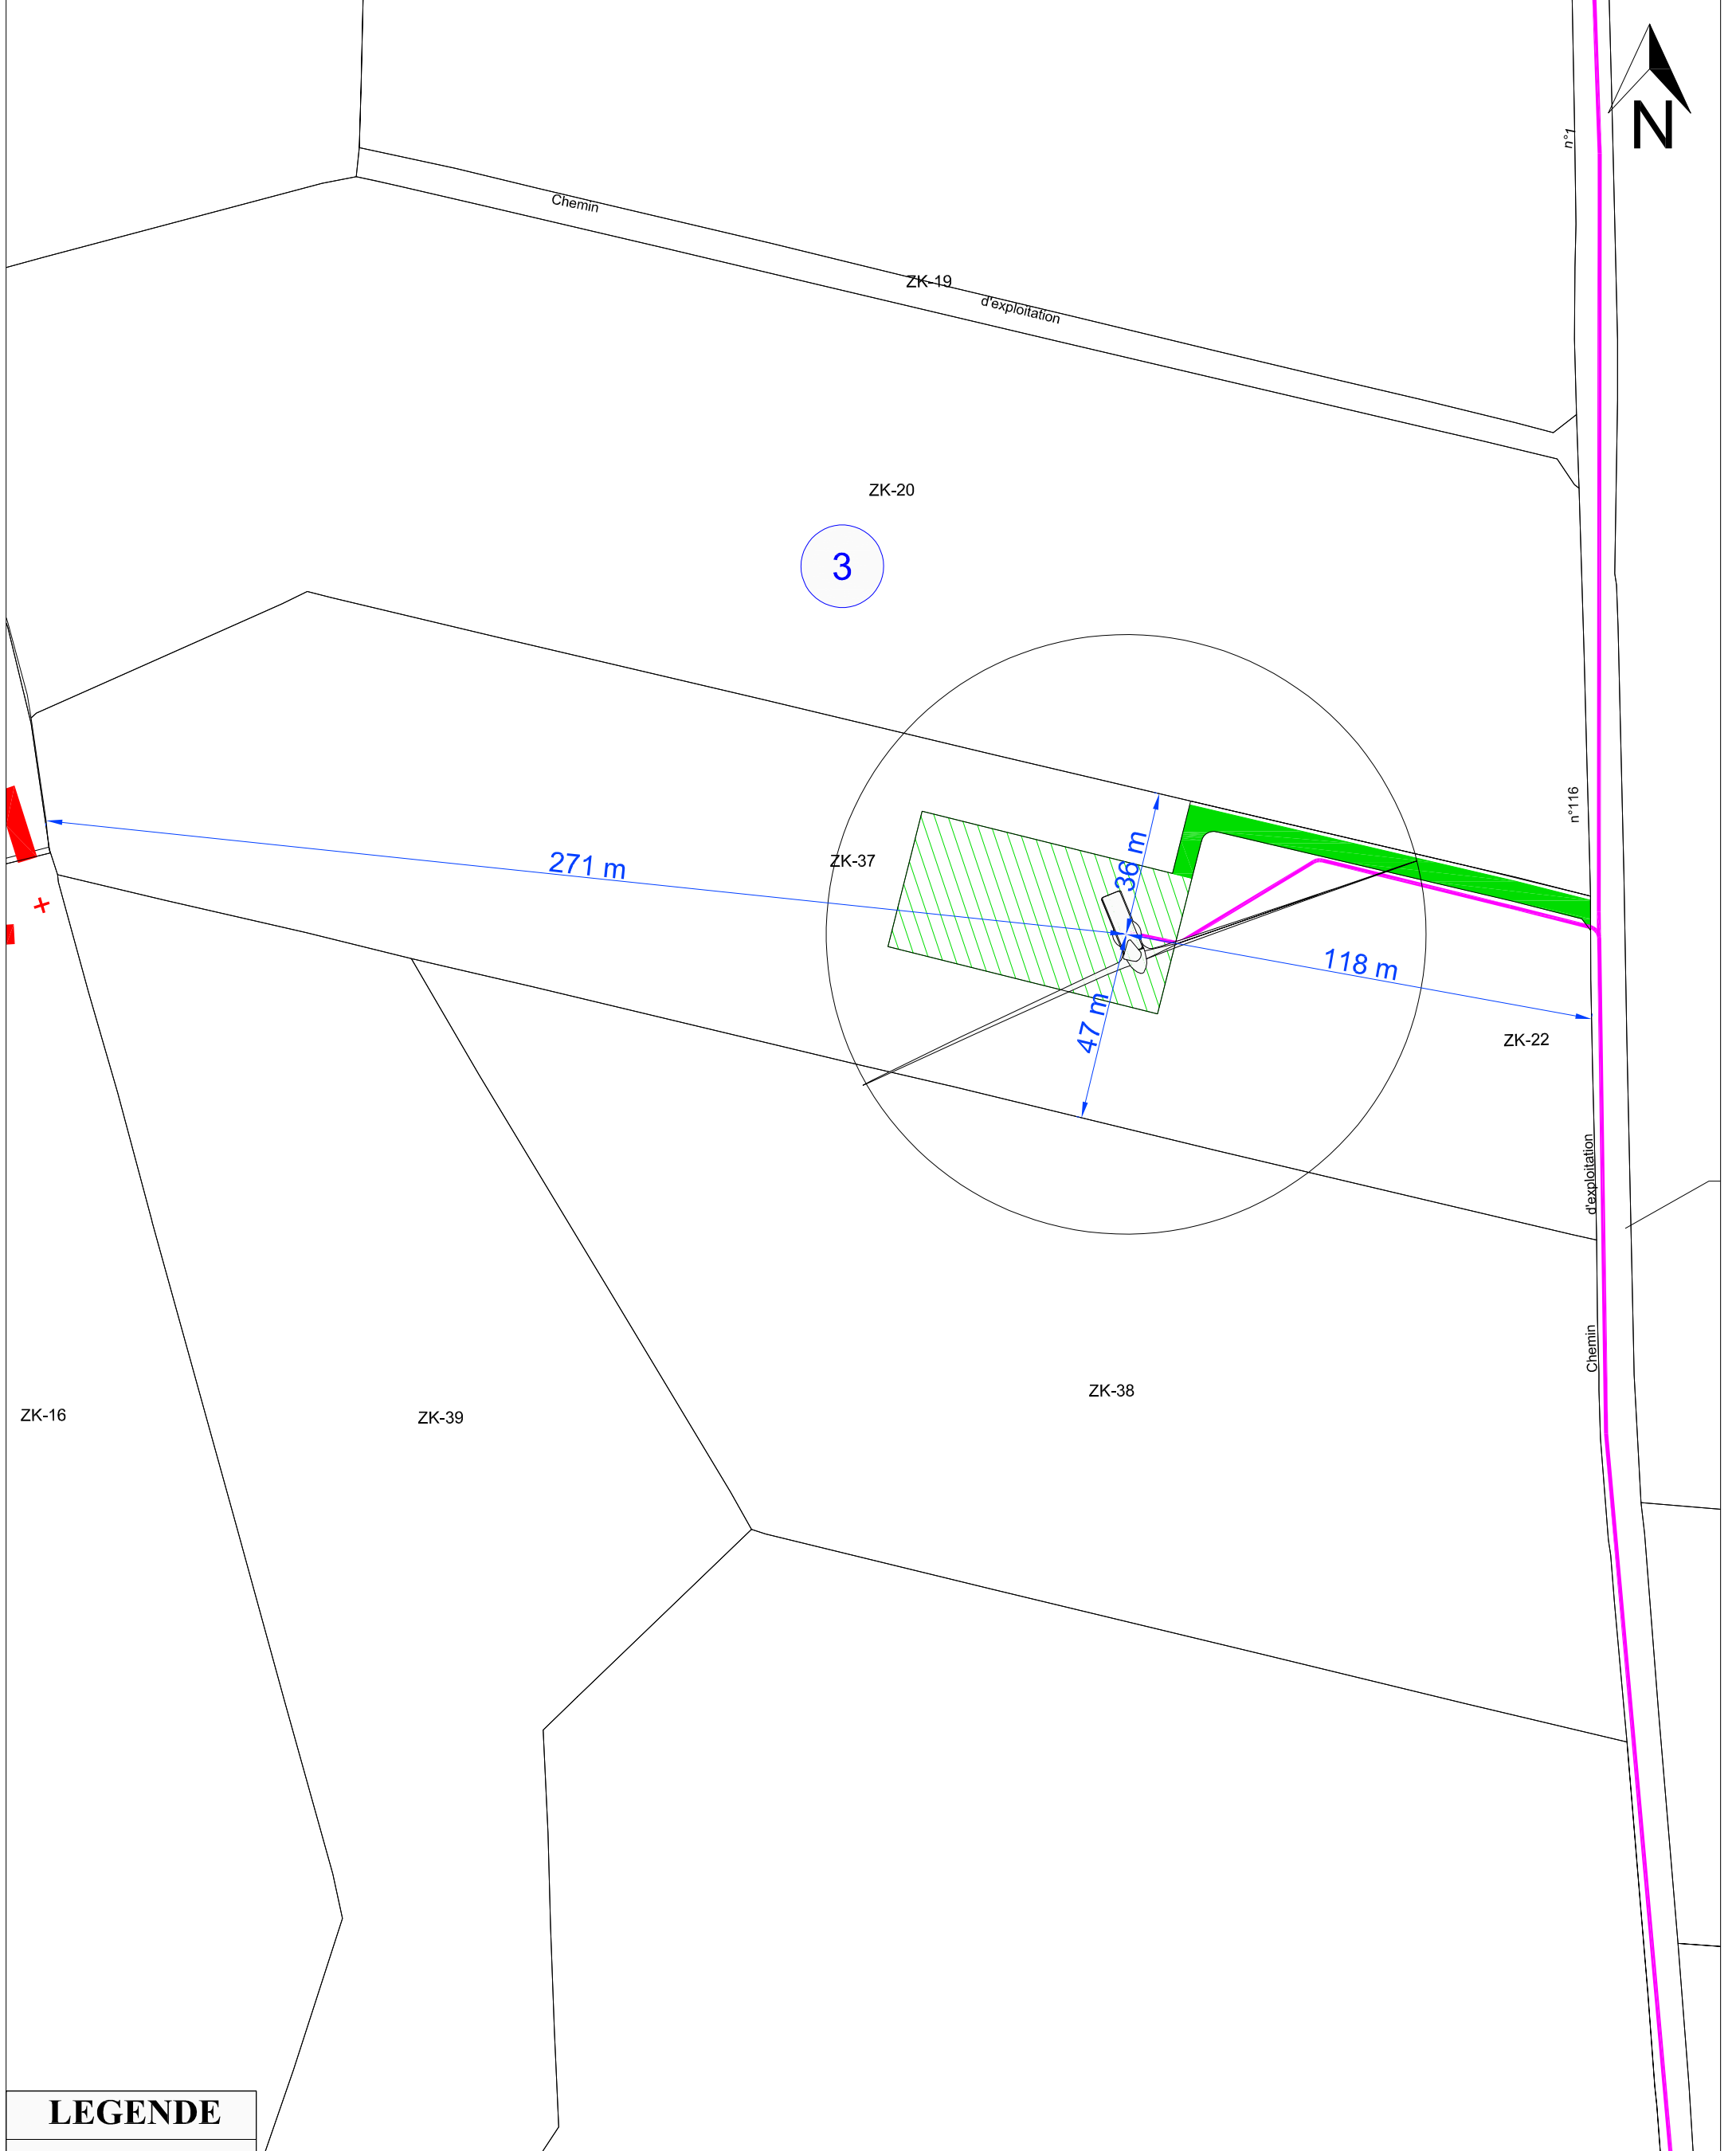 n°1
N
Chemin
ZK-19
d'exploitation
ZK-20
3
n°116
36 m
ZK-37
271 m
118 m
47 m
ZK-22
d'exploitation
Chemin
ZK-38
ZK-16
ZK-39
LEGENDE